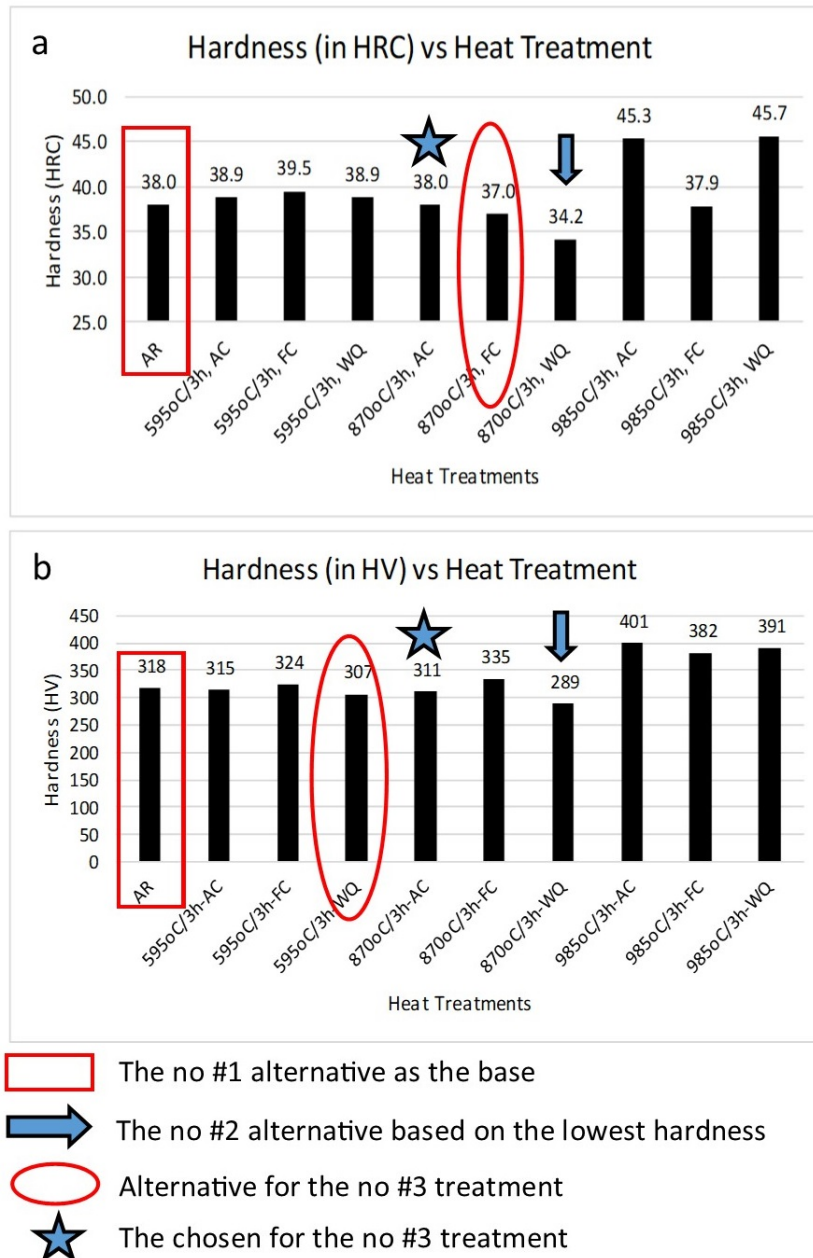 a
Hardness (in HRC) vs Heat Treatment
50.0
45.0
40.0
35.0
30.0
25.0
Hardness (HRC)
38.0
38.9
39.5
38.9
38.0
37.0
34.2
45.3
37.9
45.7
AR
595oC/3h, AC
595oC/3h, FC
595oC/3h, WQ
870oC/3h, AC
870oC/3h, FC
870oC/3h, WQ
985oC/3h, AC
985oC/3h, FC
985oC/3h, WQ
Heat Treatments
b
Hardness (in HV) vs Heat Treatment
450
400
350
300
250
200
150
100
50
0
Hardness (HV)
318
315
324
307
311
335
289
401
382
391
AR
595oC/3h-AC
595oC/3h-FC
595oC/3h-WQ
870oC/3h-AC
870oC/3h-FC
870oC/3h-WQ
985oC/3h-AC
985oC/3h-FC
985oC/3h-WQ
Heat Treatments
The no #1 alternative as the base
The no #2 alternative based on the lowest hardness
Alternative for the no #3 treatment
The chosen for the no #3 treatment